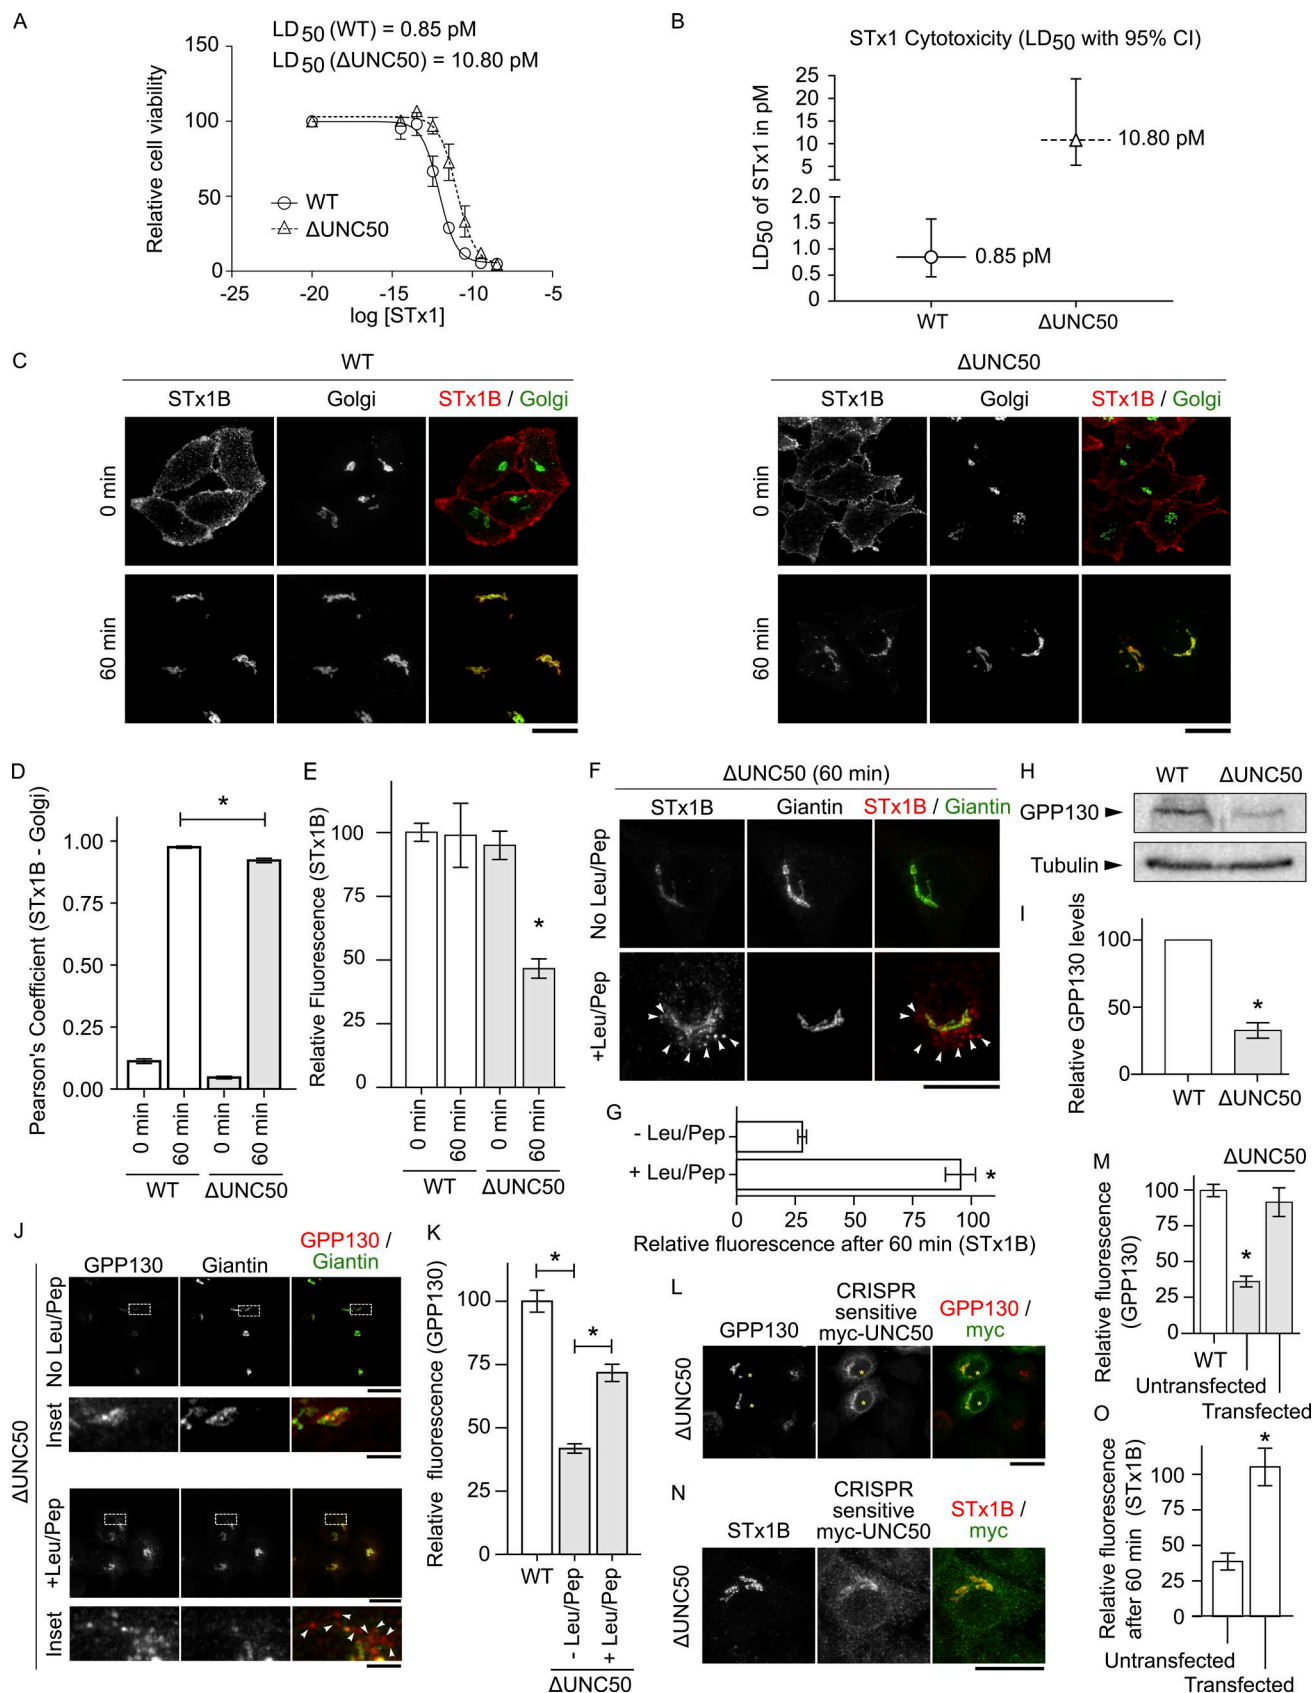 A
LD50 (WT) = 0.85 pM
LD50 (ΔUNC50) = 10.80 pM
Relative cell viability
150
100
50
0
WT
ΔUNC50
-25 -20 -15 -10 -5
log [STx1]
B
STx1 Cytotoxicity (LD50 with 95% CI)
LD50 of STx1 in pM
25
20
15
10
5
2.0
1.5
1.0
0.5
0
10.80 pM
0.85 pM
WT ΔUNC50
C
WT
STx1B Golgi STx1B / Golgi
0 min
60 min
ΔUNC50
STx1B Golgi STx1B / Golgi
0 min
60 min
D
Pearson's Coefficient (STx1B - Golgi)
1.00
0.75
0.50
0.25
0.00
*
0 min 60 min 0 min 60 min
WT ΔUNC50
E
Relative Fluorescence (STx1B)
100
75
50
25
0
*
0 min 60 min 0 min 60 min
WT ΔUNC50
F
ΔUNC50 (60 min)
STx1B Giantin STx1B / Giantin
No Leu/Pep
+Leu/Pep
G
- Leu/Pep
+ Leu/Pep
*
0 25 50 75 100
Relative fluorescence after 60 min (STx1B)
H
WT ΔUNC50
GPP130
Tubulin
I
Relative GPP130 levels
100
50
0
*
WT ΔUNC50
J
GPP130 Giantin GPP130 /
Giantin
ΔUNC50
No Leu/Pep
Inset
+Leu/Pep
Inset
K
Relative fluorescence (GPP130)
100
75
50
25
0
*
*
WT
- Leu/Pep
+ Leu/Pep
ΔUNC50
L
GPP130
CRISPR
sensitive
myc-UNC50
GPP130 /
myc
ΔUNC50
* *
* *
M
ΔUNC50
Relative fluorescence
(GPP130)
100
75
50
25
0
*
WT
Untransfected
Transfected
N
STx1B
CRISPR
sensitive
myc-UNC50
STx1B /
myc
ΔUNC50
O
Relative fluorescence
after 60 min (STx1B)
100
75
50
25
0
*
Untransfected
Transfected